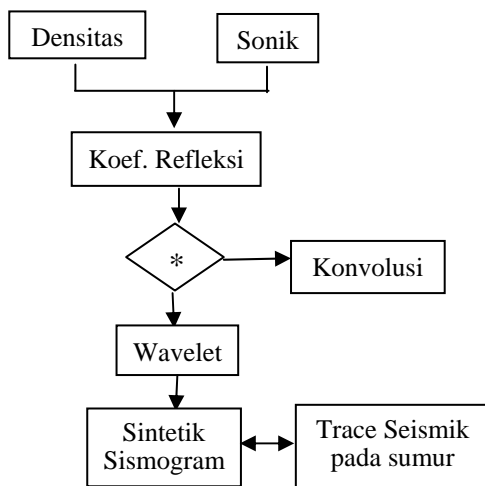 Densitas
Sonik
Koef. Refleksi
*
Konvolusi
Wavelet
Sintetik
Sismogram
Trace Seismik
pada sumur